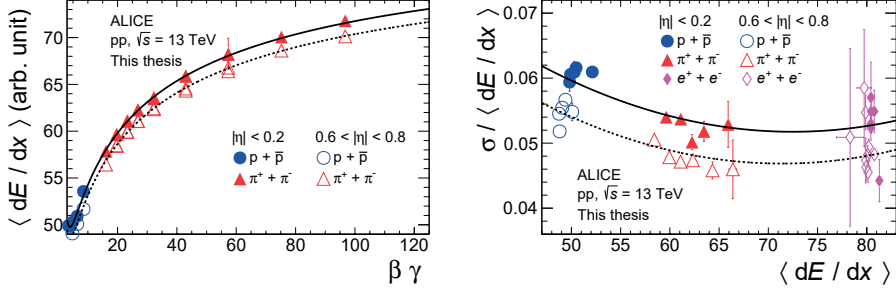 ⟨ dE / dx ⟩ (arb. unit)
75
70
65
60
55
50
ALICE
pp, √s = 13 TeV
This thesis
|η| < 0.2
0.6 < |η| < 0.8
p + p̅
p + p̅
π⁺ + π⁻
π⁺ + π⁻
20 40 60 80 100 120
β γ
σ / ⟨ dE / dx ⟩
0.07
0.06
0.05
0.04
|η| < 0.2
0.6 < |η| < 0.8
p + p̅
p + p̅
π⁺ + π⁻
π⁺ + π⁻
e⁺ + e⁻
e⁺ + e⁻
ALICE
pp, √s = 13 TeV
This thesis
50 55 60 65 70 75 80
⟨ dE / dx ⟩